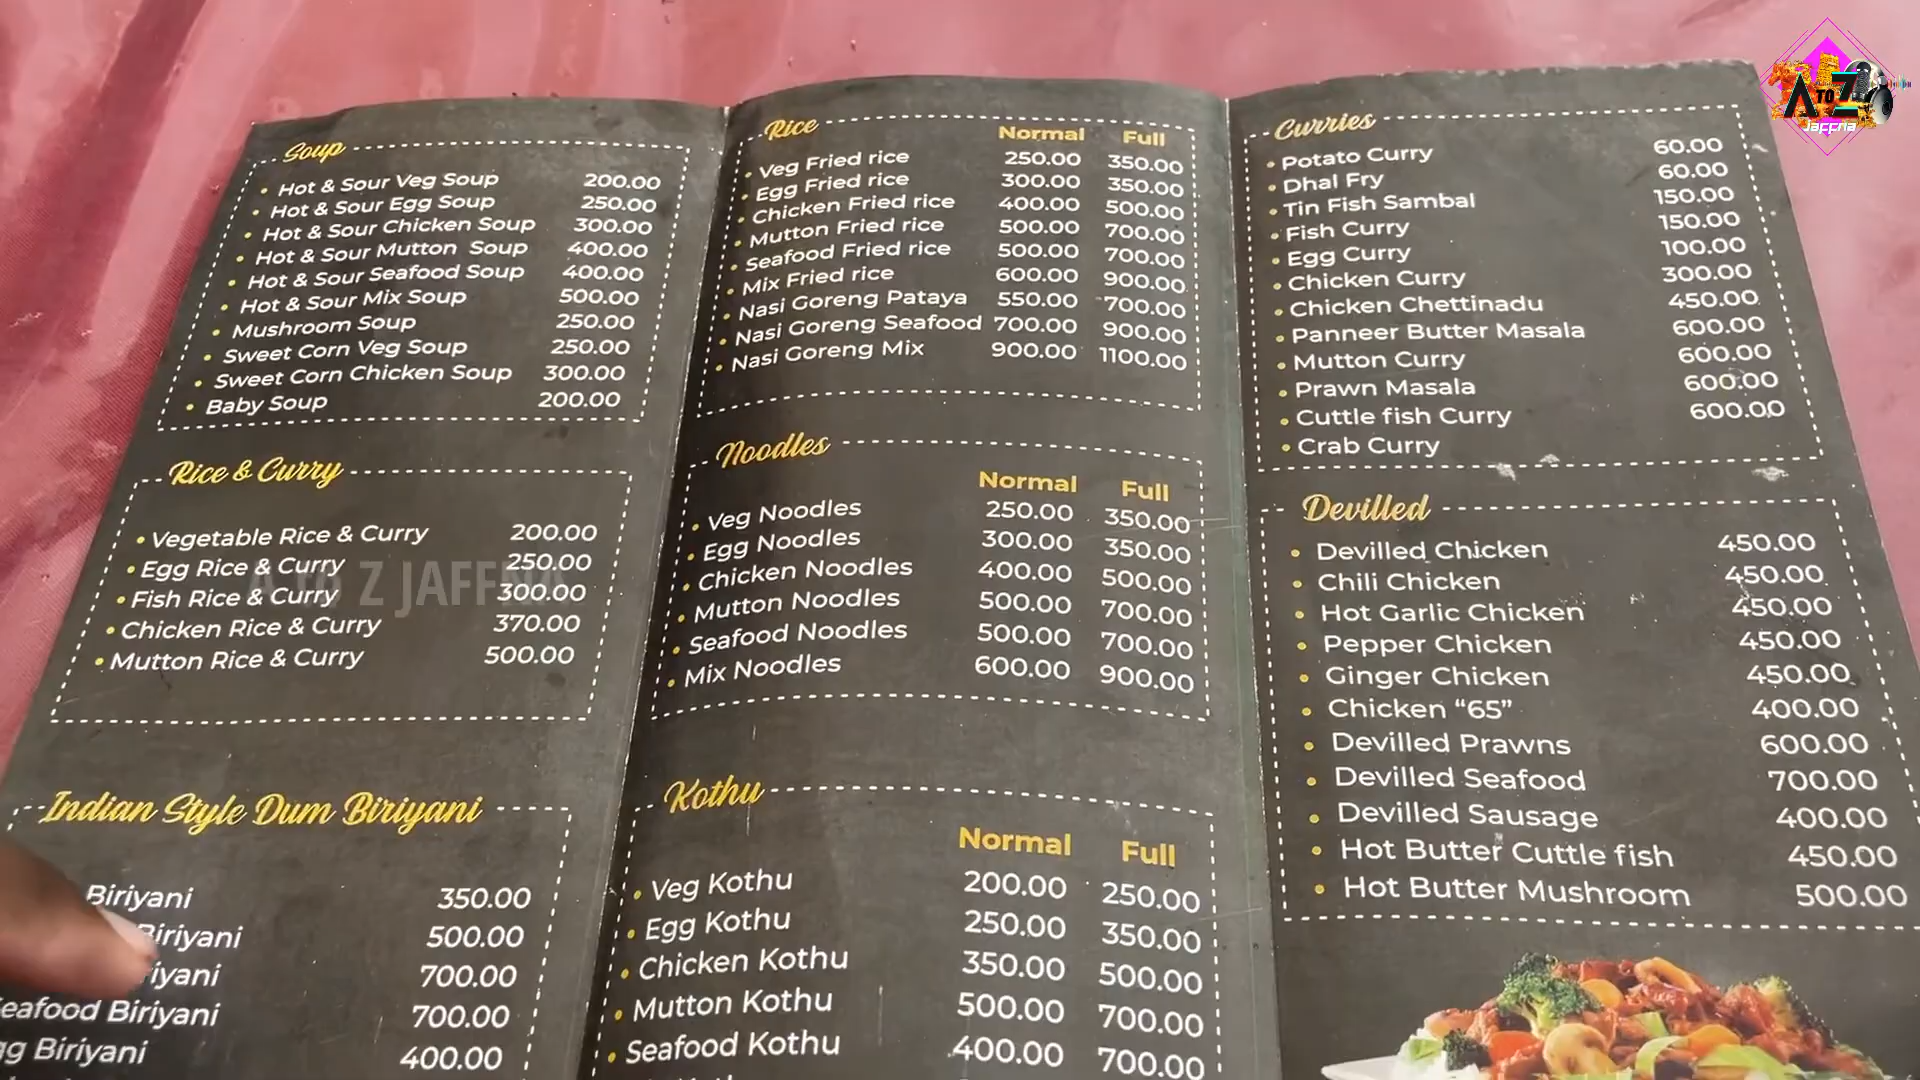 Soup
Hot & Sour Veg Soup 200.00
Hot & Sour Egg Soup 250.00
Hot & Sour Chicken Soup 300.00
Hot & Sour Mutton Soup 400.00
Hot & Sour Seafood Soup 400.00
Hot & Sour Mix Soup 500.00
Mushroom Soup 250.00
Sweet Corn Veg Soup 250.00
Sweet Corn Chicken Soup 300.00
Baby Soup 200.00
Rice & Curry
Vegetable Rice & Curry 200.00
Egg Rice & Curry 250.00
Fish Rice & Curry 300.00
Chicken Rice & Curry 370.00
Mutton Rice & Curry 500.00
A to Z JAFFNA
Indian Style Dum Biriyani
Biriyani 350.00
Biriyani 500.00
iyani 700.00
eafood Biriyani 700.00
gg Biriyani 400.00
Rice
Normal Full
Veg Fried rice 250.00 350.00
Egg Fried rice 300.00 350.00
Chicken Fried rice 400.00 500.00
Mutton Fried rice 500.00 700.00
Seafood Fried rice 500.00 700.00
Mix Fried rice 600.00 900.00
Nasi Goreng Pataya 550.00 700.00
Nasi Goreng Seafood 700.00 900.00
Nasi Goreng Mix 900.00 1100.00
Noodles
Normal Full
Veg Noodles 250.00 350.00
Egg Noodles 300.00 350.00
Chicken Noodles 400.00 500.00
Mutton Noodles 500.00 700.00
Seafood Noodles 500.00 700.00
Mix Noodles 600.00 900.00
Kothu
Normal Full
Veg Kothu 200.00 250.00
Egg Kothu 250.00 350.00
Chicken Kothu 350.00 500.00
Mutton Kothu 500.00 700.00
Seafood Kothu 400.00 700.00
Curries
Potato Curry 60.00
Dhal Fry 60.00
Tin Fish Sambal 150.00
Fish Curry 150.00
Egg Curry 100.00
Chicken Curry 300.00
Chicken Chettinadu 450.00
Panneer Butter Masala 600.00
Mutton Curry 600.00
Prawn Masala 600.00
Cuttle fish Curry 600.00
Crab Curry
Devilled
Devilled Chicken 450.00
Chili Chicken 450.00
Hot Garlic Chicken 450.00
Pepper Chicken 450.00
Ginger Chicken 450.00
Chicken “65” 400.00
Devilled Prawns 600.00
Devilled Seafood 700.00
Devilled Sausage 400.00
Hot Butter Cuttle fish 450.00
Hot Butter Mushroom 500.00
A TO Z
Jaffna